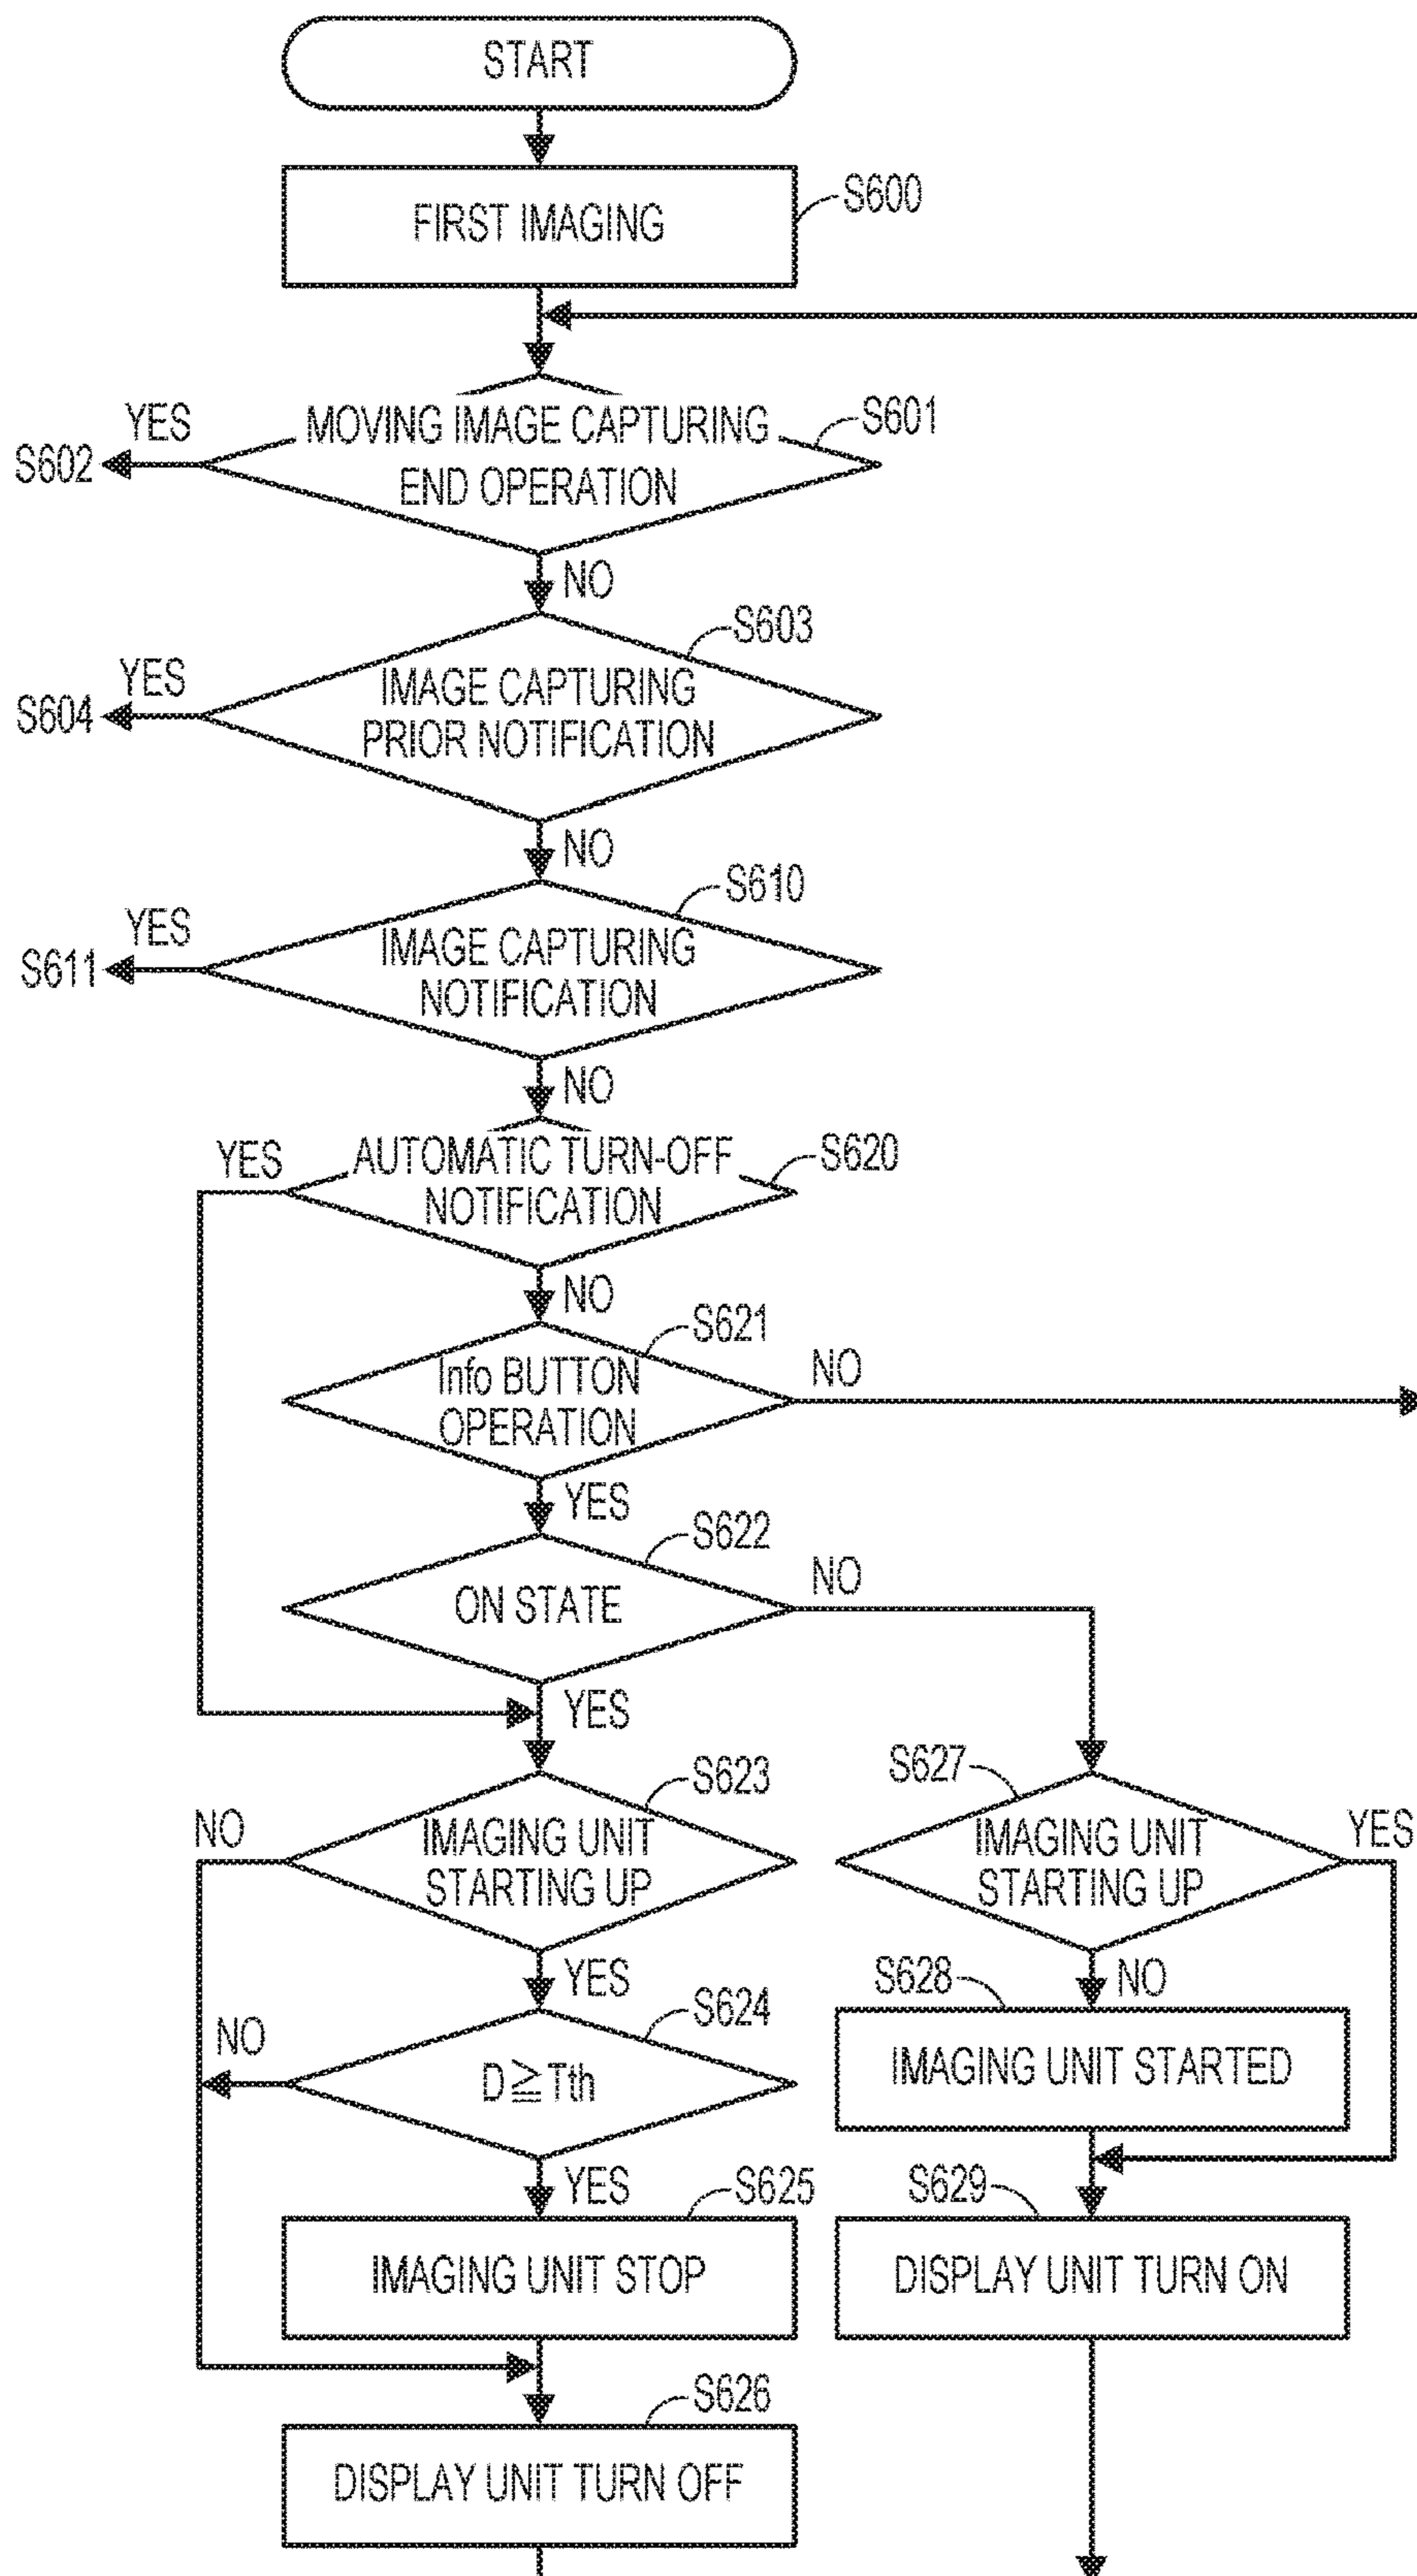 START
FIRST IMAGING
S600
MOVING IMAGE CAPTURING
END OPERATION
S601
YES
S602
NO
IMAGE CAPTURING
PRIOR NOTIFICATION
S603
YES
S604
NO
IMAGE CAPTURING
NOTIFICATION
S610
YES
S611
NO
AUTOMATIC TURN-OFF
NOTIFICATION
S620
YES
NO
Info BUTTON
OPERATION
S621
NO
YES
ON STATE
S622
NO
YES
IMAGING UNIT
STARTING UP
S623
NO
YES
D≧Tth
S624
NO
YES
IMAGING UNIT STOP
S625
DISPLAY UNIT TURN OFF
S626
IMAGING UNIT
STARTING UP
S627
YES
NO
IMAGING UNIT STARTED
S628
DISPLAY UNIT TURN ON
S629